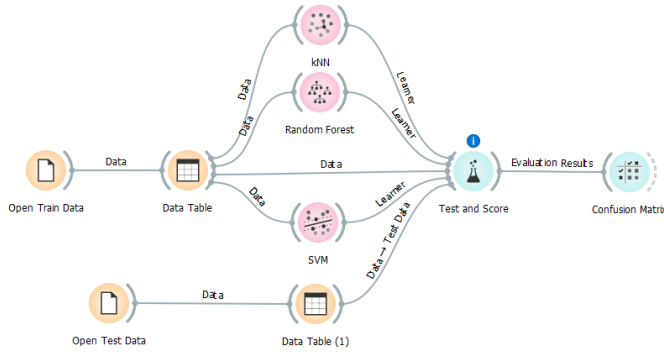 kNN
Data
Learner
Random Forest
Data
Learner
Data
Data
Evaluation Results
Open Train Data
Data Table
Test and Score
Confusion Matrix
Data
Learner
SVM
Data → Test Data
Data
Open Test Data
Data Table (1)